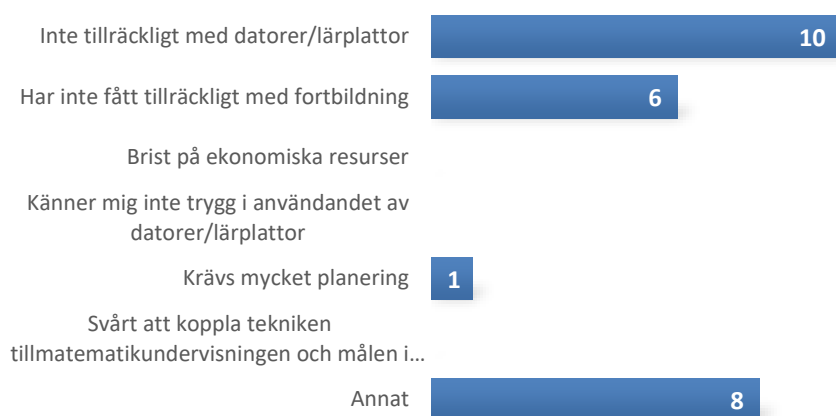 Inte tillräckligt med datorer/lärplattor
10
Har inte fått tillräckligt med fortbildning
6
Brist på ekonomiska resurser
Känner mig inte trygg i användandet av
datorer/lärplattor
Krävs mycket planering
1
Svårt att koppla tekniken
tillmatematikundervisningen och målen i…
Annat
8